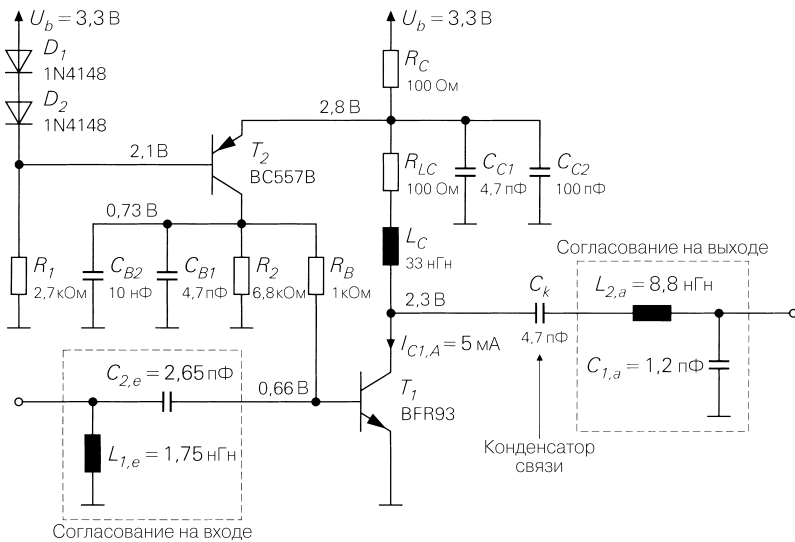 U_b = 3,3 В
D_1
1N4148
D_2
1N4148
2,1 В
T_2
BC557B
U_b = 3,3 В
R_C
100 Ом
2,8 В
R_LC
100 Ом
C_C1
4,7 пФ
C_C2
100 пФ
0,73 В
R_1
2,7 кОм
C_B2
10 нФ
C_B1
4,7 пФ
R_2
6,8 кОм
R_B
1 кОм
L_C
33 нГн
2,3 В
C_k
4,7 пФ
Согласование на выходе
L_2,a = 8,8 нГн
C_1,a = 1,2 пФ
I_C1,A = 5 мА
T_1
BFR93
Конденсатор
связи
C_2,e = 2,65 пФ
0,66 В
L_1,e = 1,75 нГн
Согласование на входе